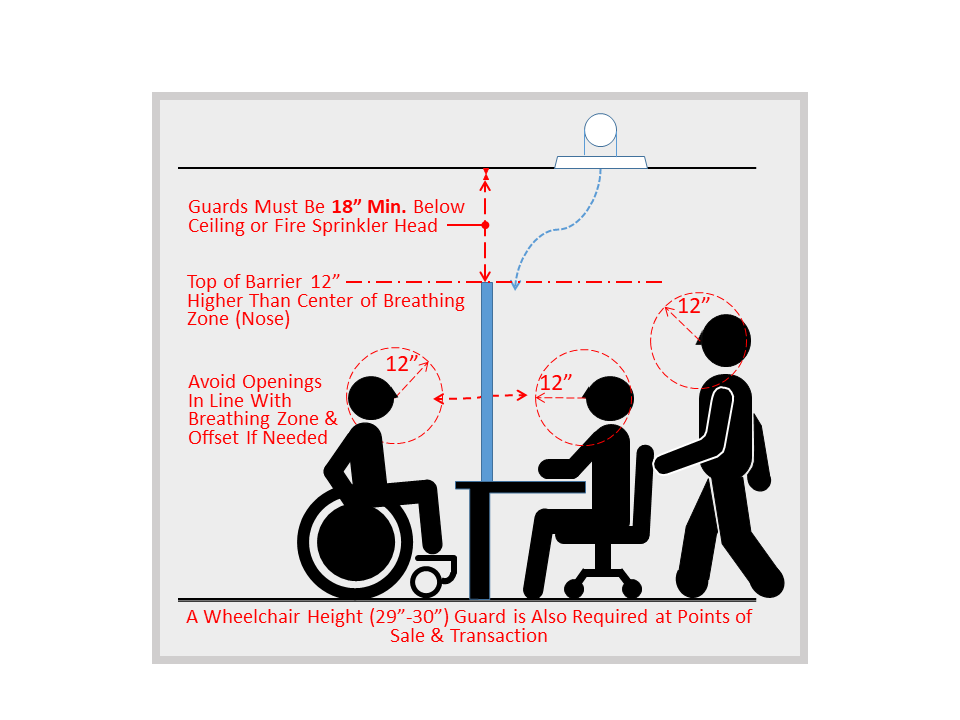 Guards Must Be 18” Min. Below
Ceiling or Fire Sprinkler Head
Top of Barrier 12”
Higher Than Center of Breathing
Zone (Nose)
12”
12”
12”
Avoid Openings
In Line With
Breathing Zone &
Offset If Needed
A Wheelchair Height (29”-30”) Guard is Also Required at Points of
Sale & Transaction